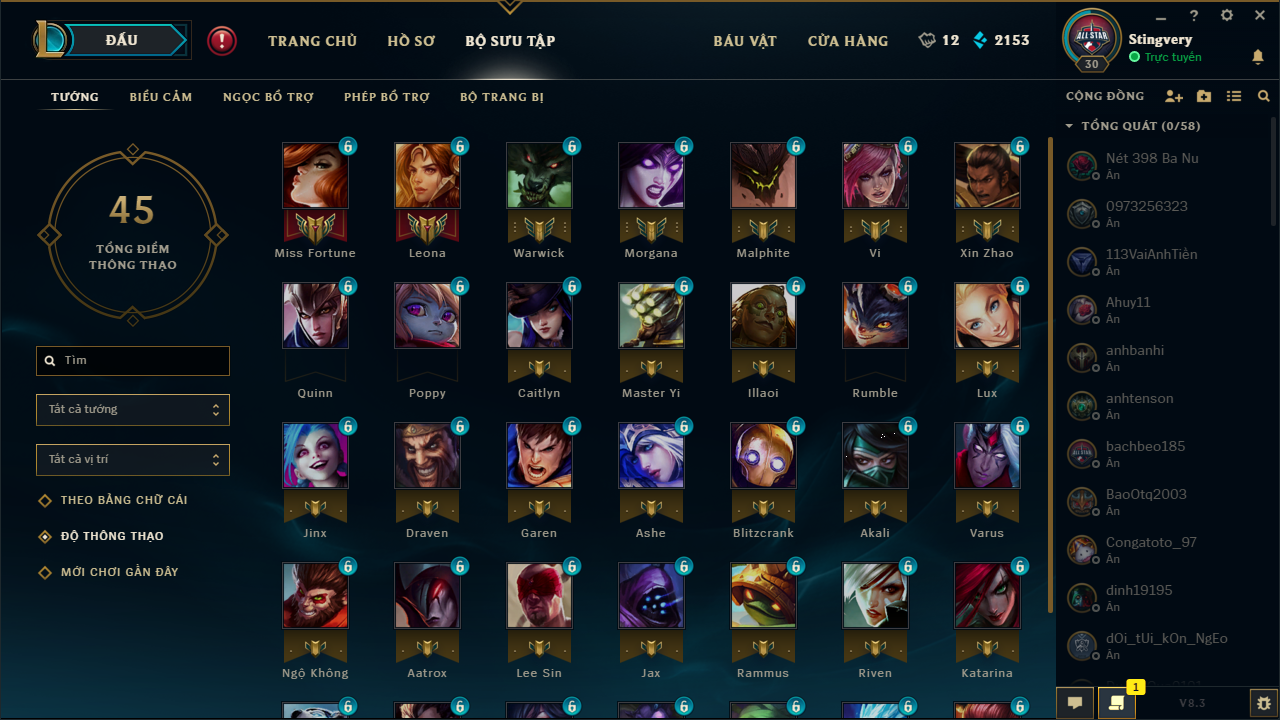 ĐẤU
TRANG CHỦ
HỒ SƠ
BỘ SƯU TẬP
BÁU VẬT
CỬA HÀNG
12
2153
ALL STAR
30
Stingvery
Trực tuyến
TƯỚNG
BIỂU CẢM
NGỌC BỔ TRỢ
PHÉP BỔ TRỢ
BỘ TRANG BỊ
45
TỔNG ĐIỂM
THÔNG THẠO
Tìm
Tất cả tướng
Tất cả vị trí
THEO BẢNG CHỮ CÁI
ĐỘ THÔNG THẠO
MỚI CHƠI GẦN ĐÂY
6 6 6 6 6 6 6
Miss Fortune Leona Warwick Morgana Malphite Vi Xin Zhao
6 6 6 6 6 6 6
Quinn Poppy Caitlyn Master Yi Illaoi Rumble Lux
6 6 6 6 6 6 6
Jinx Draven Garen Ashe Blitzcrank Akali Varus
6 6 6 6 6 6 6
Ngộ Không Aatrox Lee Sin Jax Rammus Riven Katarina
6 6 6 6 6 6 6
CỘNG ĐỒNG
TỔNG QUÁT (0/58)
Nét 398 Ba Nu
Ẩn
0973256323
Ẩn
113VaiAnhTiền
Ẩn
Ahuy11
Ẩn
anhbanhi
Ẩn
anhtenson
Ẩn
bachbeo185
Ẩn
BaoOtq2003
Ẩn
Congatoto_97
Ẩn
dinh19195
Ẩn
dOi_tUi_kOn_NgEo
Ẩn
1
V8.3